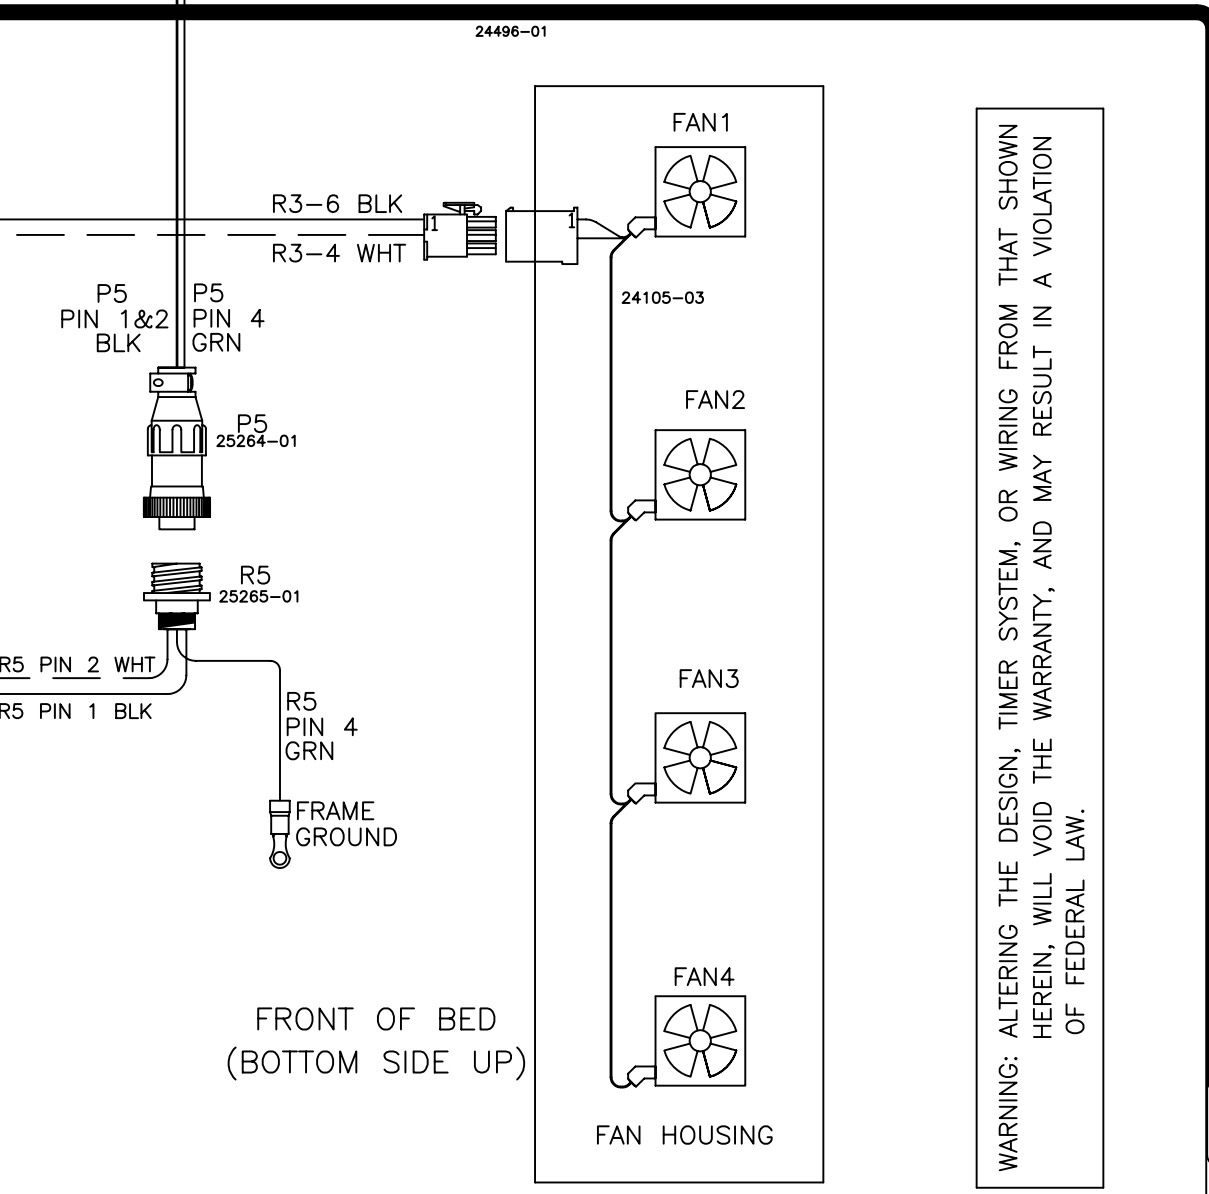 24496-01
FAN1
R3-6 BLK
1
1
R3-4 WHT
24105-03
P5
PIN 1&2
BLK
P5
PIN 4
GRN
FAN2
P5
25264-01
R5
25265-01
R5 PIN 2 WHT
R5 PIN 1 BLK
R5
PIN 4
GRN
FAN3
FRAME
GROUND
FAN4
FRONT OF BED
(BOTTOM SIDE UP)
FAN HOUSING
WARNING: ALTERING THE DESIGN, TIMER SYSTEM, OR WIRING FROM THAT SHOWN
HEREIN, WILL VOID THE WARRANTY, AND MAY RESULT IN A VIOLATION
OF FEDERAL LAW.